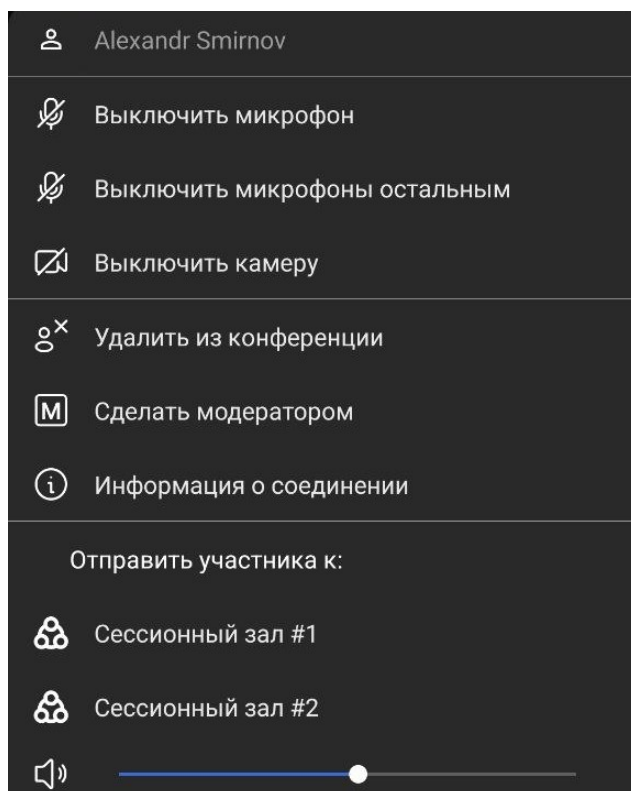 Alexandr Smirnov
Выключить микрофон
Выключить микрофоны остальным
Выключить камеру
Удалить из конференции
M Сделать модератором
Информация о соединении
Отправить участника к:
Сессионный зал #1
Сессионный зал #2